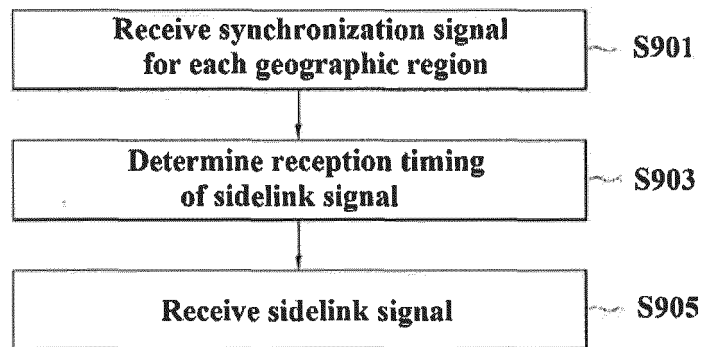 Receive synchronization signal
for each geographic region
S901
Determine reception timing
of sidelink signal
S903
Receive sidelink signal
S905